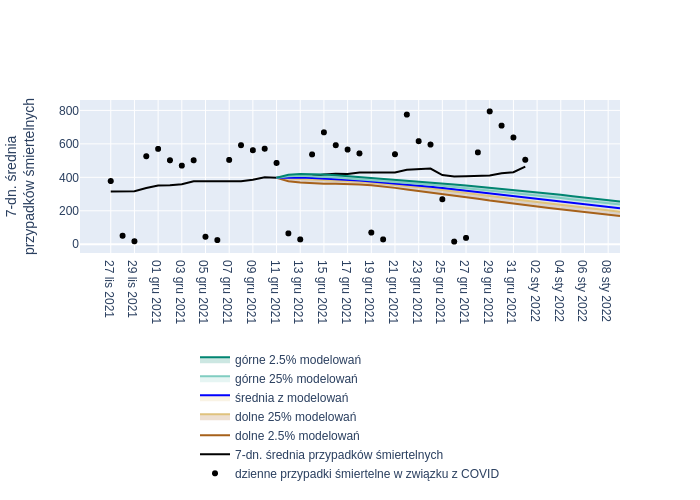 7-dn. średnia
przypadków śmiertelnych
800
600
400
200
0
27 lis 2021
29 lis 2021
01 gru 2021
03 gru 2021
05 gru 2021
07 gru 2021
09 gru 2021
11 gru 2021
13 gru 2021
15 gru 2021
17 gru 2021
19 gru 2021
21 gru 2021
23 gru 2021
25 gru 2021
27 gru 2021
29 gru 2021
31 gru 2021
02 sty 2022
04 sty 2022
06 sty 2022
08 sty 2022
górne 2.5% modelowań
górne 25% modelowań
średnia z modelowań
dolne 25% modelowań
dolne 2.5% modelowań
7-dn. średnia przypadków śmiertelnych
dzienne przypadki śmiertelne w związku z COVID